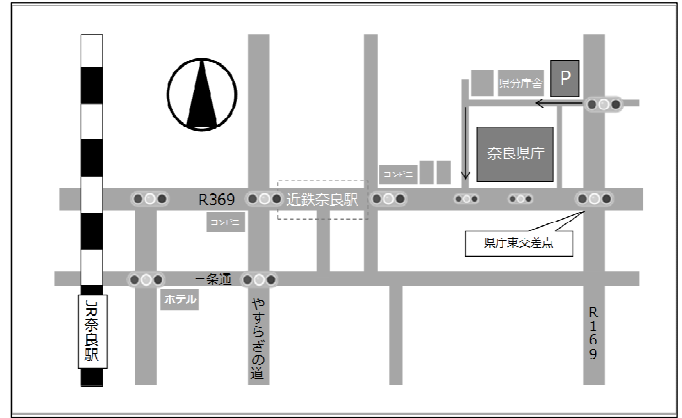 県分庁舎
P
奈良県庁
コンビニ
R369
近鉄奈良駅
コンビニ
県庁東交差点
三条通
ホテル
JR奈良駅
やすらぎの道
R169